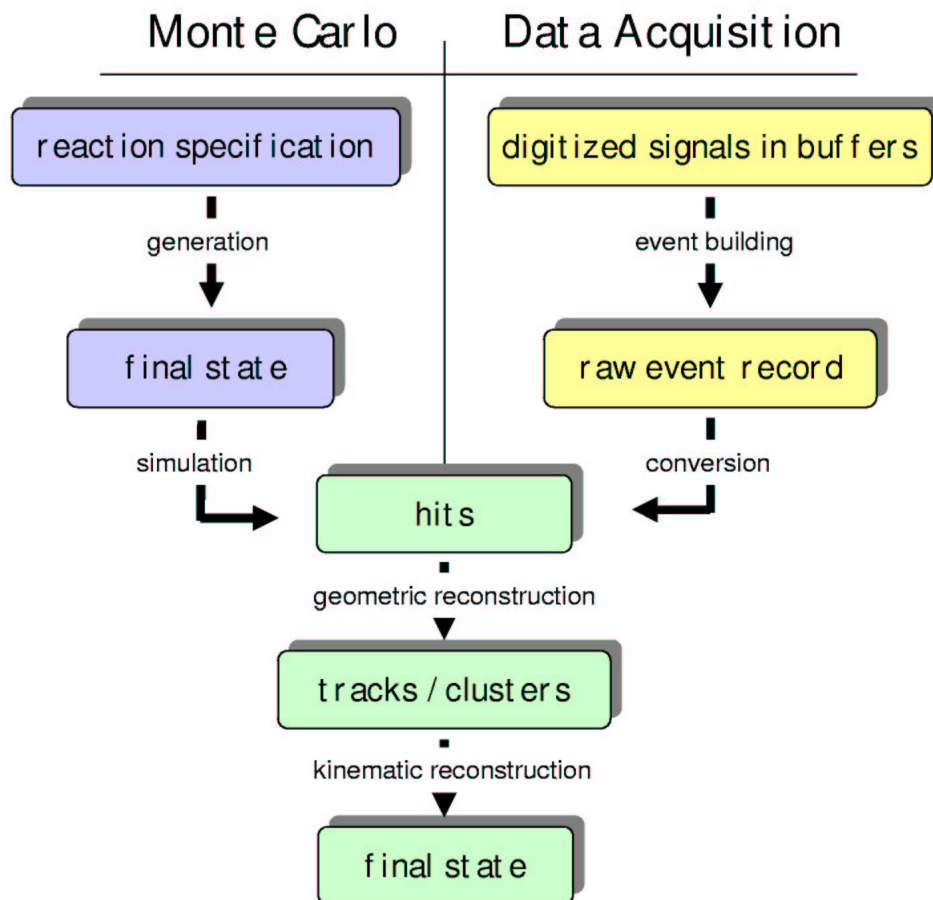 Monte Carlo
Data Acquisition
reaction specification
digitized signals in buffers
generation
event building
final state
raw event record
simulation
conversion
hits
geometric reconstruction
tracks / clusters
kinematic reconstruction
final state